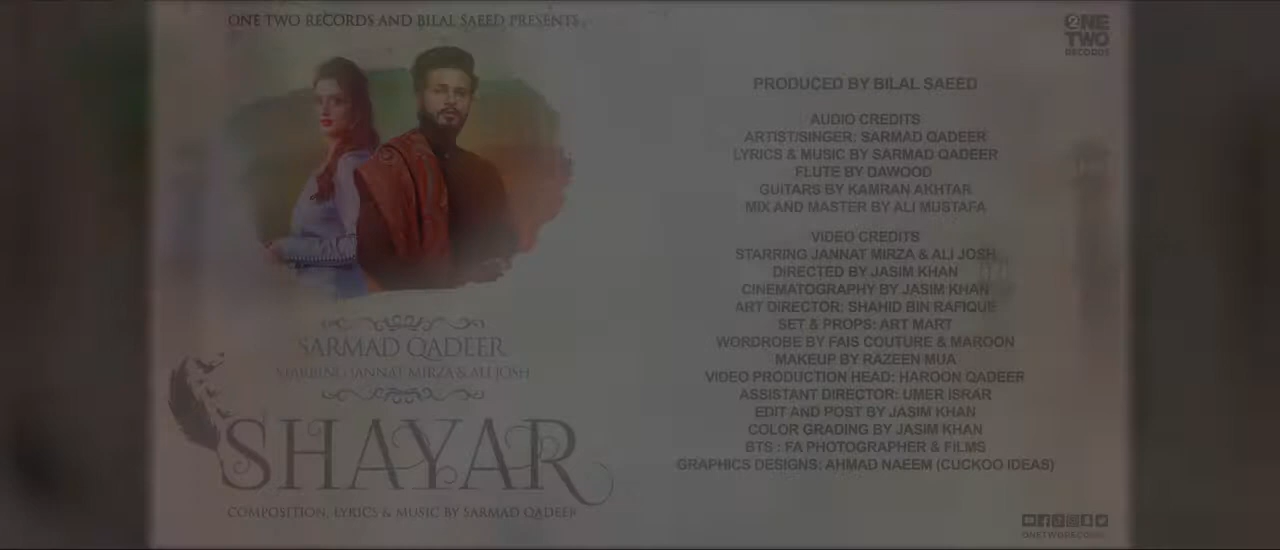 ONE TWO RECORDS AND BILAL SAEED PRESENTS
SARMAD QADEER
STARRING JANNAT MIRZA & ALI JOSH
SHAYAR
COMPOSITION, LYRICS & MUSIC BY SARMAD QADEER
ONE
TWO
RECORDS
PRODUCED BY BILAL SAEED
AUDIO CREDITS
ARTIST/SINGER: SARMAD QADEER
LYRICS & MUSIC BY SARMAD QADEER
FLUTE BY DAWOOD
GUITARS BY KAMRAN AKHTAR
MIX AND MASTER BY ALI MUSTAFA
VIDEO CREDITS
STARRING JANNAT MIRZA & ALI JOSH
DIRECTED BY JASIM KHAN
CINEMATOGRAPHY BY JASIM KHAN
ART DIRECTOR: SHAHID BIN RAFIQUE
SET & PROPS: ART MART
WORDROBE BY FAIS COUTURE & MAROON
MAKEUP BY RAZEEN MUA
VIDEO PRODUCTION HEAD: HAROON QADEER
ASSISTANT DIRECTOR: UMER ISRAR
EDIT AND POST BY JASIM KHAN
COLOR GRADING BY JASIM KHAN
BTS : FA PHOTOGRAPHER & FILMS
GRAPHICS DESIGNS: AHMAD NAEEM (CUCKOO IDEAS)
ONETWORECORDS